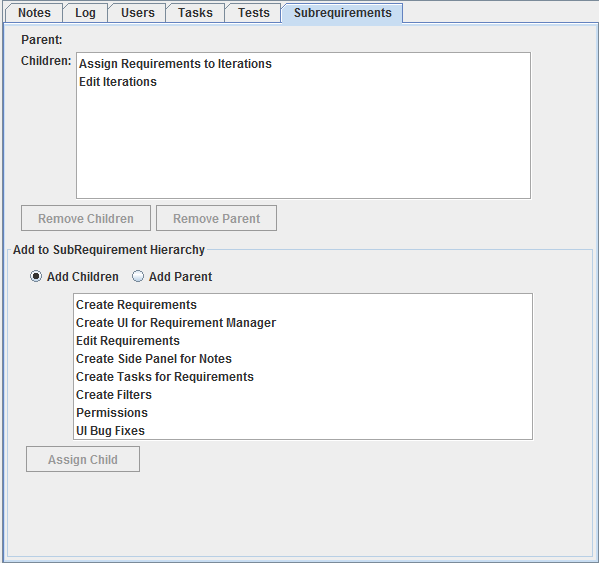 Notes Log Users Tasks Tests Subrequirements
Parent:
Children:
Assign Requirements to Iterations
Edit Iterations
Remove Children Remove Parent
Add to SubRequirement Hierarchy
Add Children Add Parent
Create Requirements
Create UI for Requirement Manager
Edit Requirements
Create Side Panel for Notes
Create Tasks for Requirements
Create Filters
Permissions
UI Bug Fixes
Assign Child